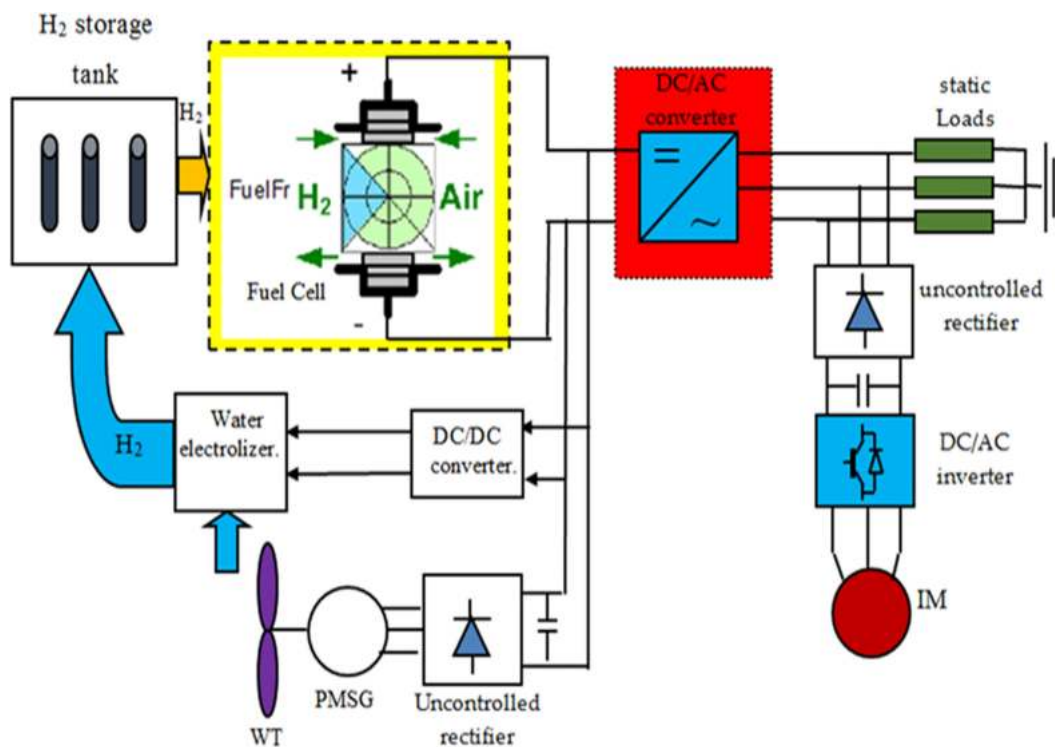 H₂ storage
tank
H₂
+
FuelFr
H₂
Air
Fuel Cell
-
DC/AC
converter
static
Loads
uncontrolled
rectifier
DC/AC
inverter
IM
H₂
Water
electrolizer.
DC/DC
converter.
WT
PMSG
Uncontrolled
rectifier